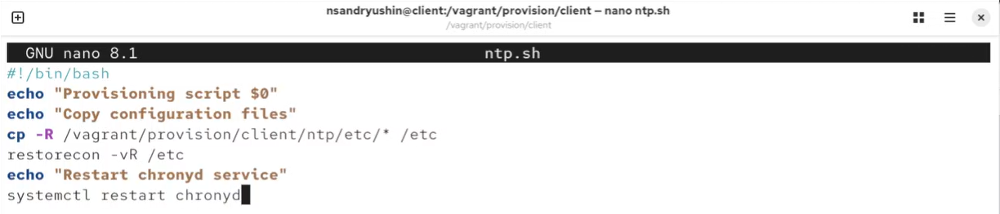 nsandryushin@client:/vagrant/provision/client — nano ntp.sh
/vagrant/provision/client
GNU nano 8.1 ntp.sh
#!/bin/bash
echo "Provisioning script $0"
echo "Copy configuration files"
cp -R /vagrant/provision/client/ntp/etc/* /etc
restorecon -vR /etc
echo "Restart chronyd service"
systemctl restart chronyd